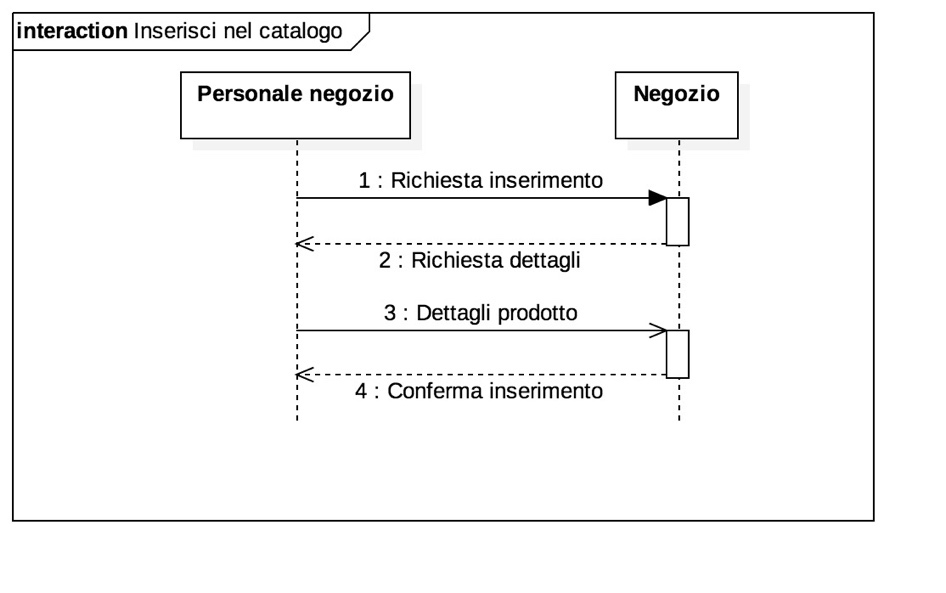 interaction Inserisci nel catalogo
Personale negozio
Negozio
1 : Richiesta inserimento
2 : Richiesta dettagli
3 : Dettagli prodotto
4 : Conferma inserimento